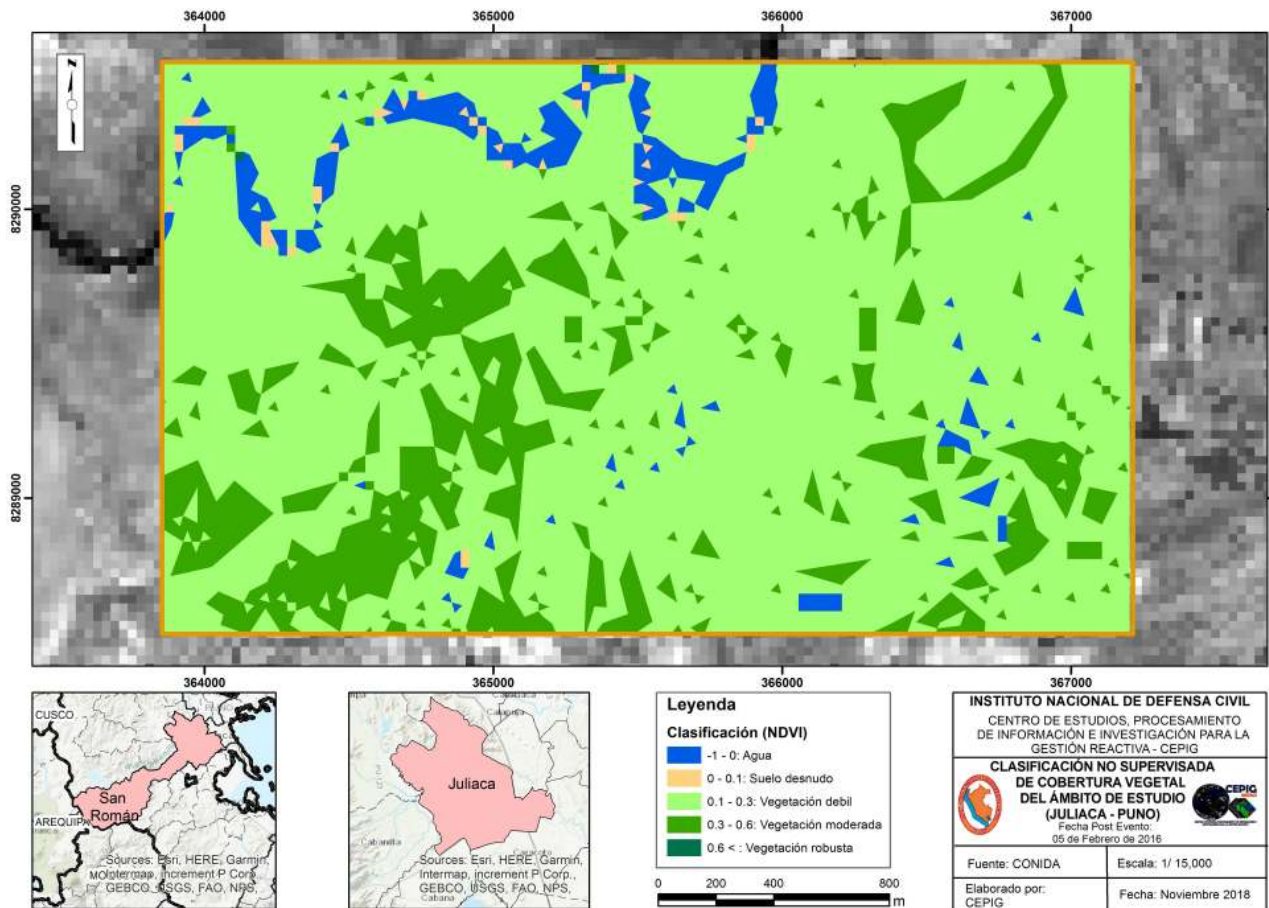 364000 365000 366000 367000
z
8290000
8289000
364000 365000 366000 367000
CUSCO
San
Román
AREQUIPA
Sources: Esri, HERE, Garmin,
Intermap, increment P Corp.,
GEBCO, USGS, FAO, NPS,
Juliaca
Cabanilla
Caracoto
Cabana
Sources: Esri, HERE, Garmin,
Intermap, increment P Corp.,
GEBCO, USGS, FAO, NPS,
Leyenda
Clasificación (NDVI)
-1 - 0: Agua
0 - 0.1: Suelo desnudo
0.1 - 0.3: Vegetación debil
0.3 - 0.6: Vegetación moderada
0.6 < : Vegetación robusta
0 200 400 800
m
INSTITUTO NACIONAL DE DEFENSA CIVIL
CENTRO DE ESTUDIOS, PROCESAMIENTO
DE INFORMACIÓN E INVESTIGACIÓN PARA LA
GESTIÓN REACTIVA - CEPIG
CLASIFICACIÓN NO SUPERVISADA
DE COBERTURA VEGETAL
DEL ÁMBITO DE ESTUDIO
(JULIACA - PUNO)
Fecha Post Evento:
05 de Febrero de 2016
CEPIG
Fuente: CONIDA
Escala: 1/ 15,000
Elaborado por:
CEPIG
Fecha: Noviembre 2018